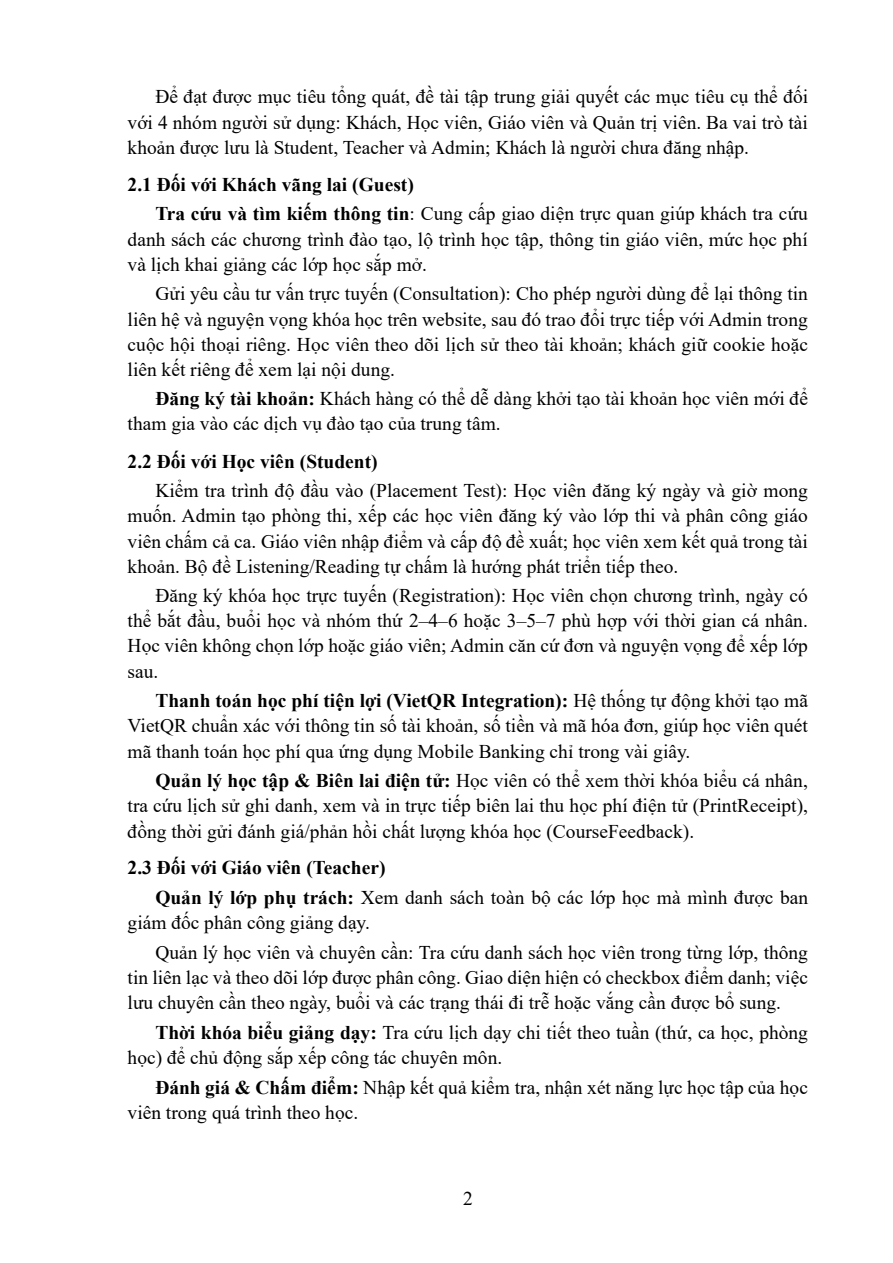 Để đạt được mục tiêu tổng quát, đề tài tập trung giải quyết các mục tiêu cụ thể đối
với 4 nhóm người sử dụng: Khách, Học viên, Giáo viên và Quản trị viên. Ba vai trò tài
khoản được lưu là Student, Teacher và Admin; Khách là người chưa đăng nhập.
2.1 Đối với Khách vãng lai (Guest)
Tra cứu và tìm kiếm thông tin: Cung cấp giao diện trực quan giúp khách tra cứu
danh sách các chương trình đào tạo, lộ trình học tập, thông tin giáo viên, mức học phí
và lịch khai giảng các lớp học sắp mở.
Gửi yêu cầu tư vấn trực tuyến (Consultation): Cho phép người dùng để lại thông tin
liên hệ và nguyện vọng khóa học trên website, sau đó trao đổi trực tiếp với Admin trong
cuộc hội thoại riêng. Học viên theo dõi lịch sử theo tài khoản; khách giữ cookie hoặc
liên kết riêng để xem lại nội dung.
Đăng ký tài khoản: Khách hàng có thể dễ dàng khởi tạo tài khoản học viên mới để
tham gia vào các dịch vụ đào tạo của trung tâm.
2.2 Đối với Học viên (Student)
Kiểm tra trình độ đầu vào (Placement Test): Học viên đăng ký ngày và giờ mong
muốn. Admin tạo phòng thi, xếp các học viên đăng ký vào lớp thi và phân công giáo
viên chấm cả ca. Giáo viên nhập điểm và cấp độ đề xuất; học viên xem kết quả trong tài
khoản. Bộ đề Listening/Reading tự chấm là hướng phát triển tiếp theo.
Đăng ký khóa học trực tuyến (Registration): Học viên chọn chương trình, ngày có
thể bắt đầu, buổi học và nhóm thứ 2–4–6 hoặc 3–5–7 phù hợp với thời gian cá nhân.
Học viên không chọn lớp hoặc giáo viên; Admin căn cứ đơn và nguyện vọng để xếp lớp
sau.
Thanh toán học phí tiện lợi (VietQR Integration): Hệ thống tự động khởi tạo mã
VietQR chuẩn xác với thông tin số tài khoản, số tiền và mã hóa đơn, giúp học viên quét
mã thanh toán học phí qua ứng dụng Mobile Banking chỉ trong vài giây.
Quản lý học tập & Biên lai điện tử: Học viên có thể xem thời khóa biểu cá nhân,
tra cứu lịch sử ghi danh, xem và in trực tiếp biên lai thu học phí điện tử (PrintReceipt),
đồng thời gửi đánh giá/phản hồi chất lượng khóa học (CourseFeedback).
2.3 Đối với Giáo viên (Teacher)
Quản lý lớp phụ trách: Xem danh sách toàn bộ các lớp học mà mình được ban
giám đốc phân công giảng dạy.
Quản lý học viên và chuyên cần: Tra cứu danh sách học viên trong từng lớp, thông
tin liên lạc và theo dõi lớp được phân công. Giao diện hiện có checkbox điểm danh; việc
lưu chuyên cần theo ngày, buổi và các trạng thái đi trễ hoặc vắng cần được bổ sung.
Thời khóa biểu giảng dạy: Tra cứu lịch dạy chi tiết theo tuần (thứ, ca học, phòng
học) để chủ động sắp xếp công tác chuyên môn.
Đánh giá & Chấm điểm: Nhập kết quả kiểm tra, nhận xét năng lực học tập của học
viên trong quá trình theo học.
2